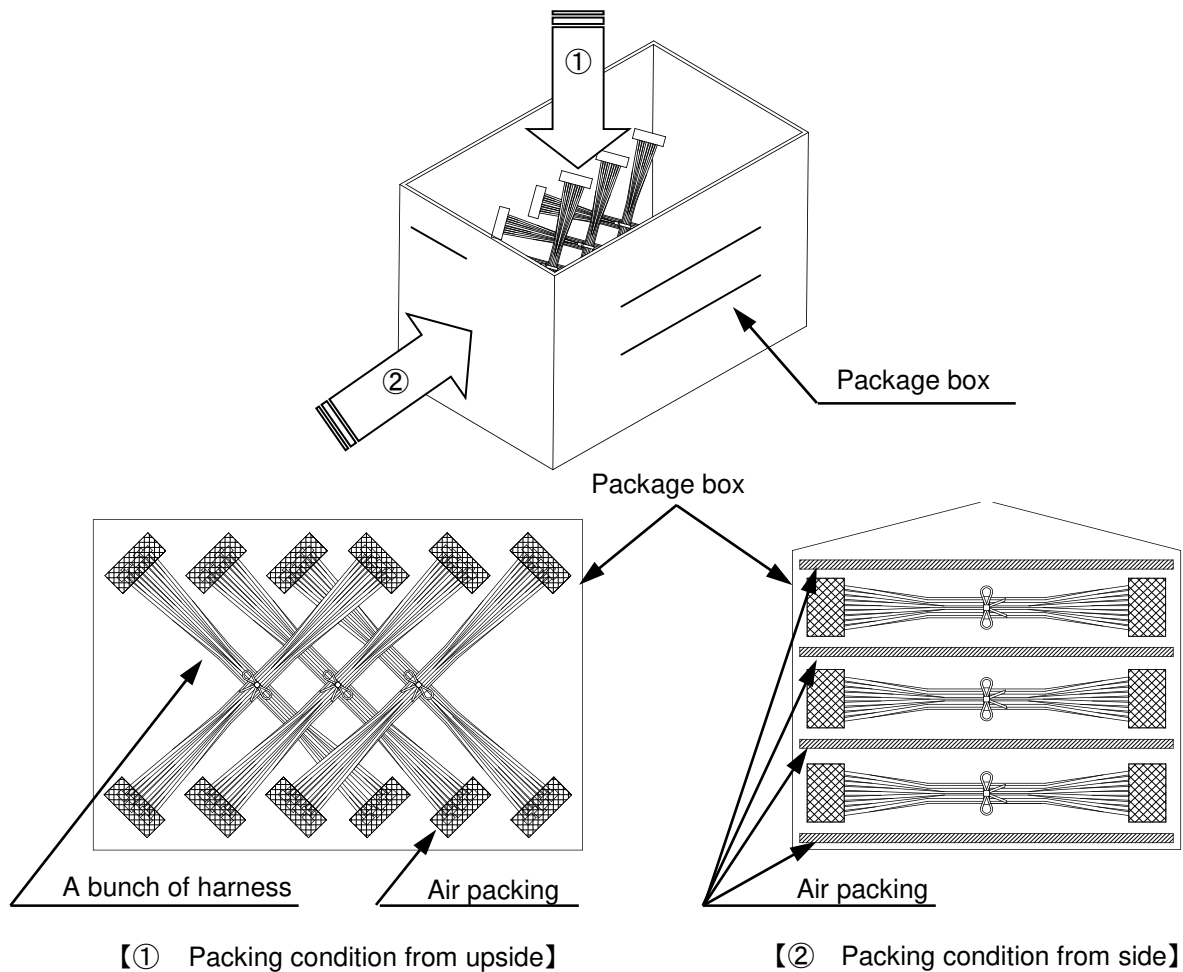 ①
②
Package box
Package box
A bunch of harness
Air packing
Air packing
【① Packing condition from upside】
【② Packing condition from side】